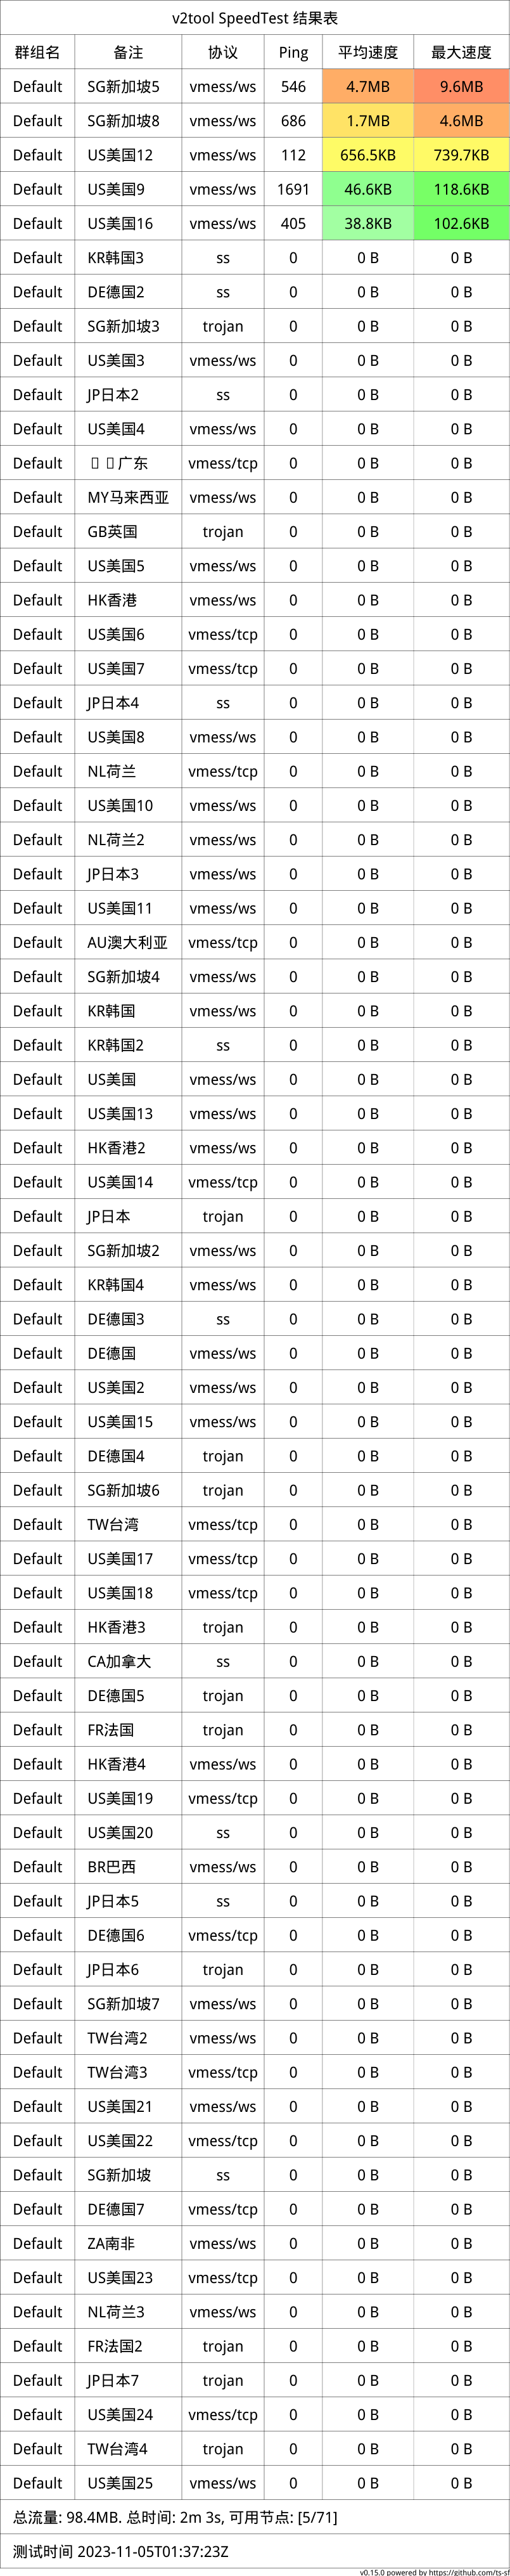 v2tool SpeedTest 结果表
群组名 备注 协议 Ping 平均速度 最大速度
Default SG新加坡5 vmess/ws 546 4.7MB 9.6MB
Default SG新加坡8 vmess/ws 686 1.7MB 4.6MB
Default US美国12 vmess/ws 112 656.5KB 739.7KB
Default US美国9 vmess/ws 1691 46.6KB 118.6KB
Default US美国16 vmess/ws 405 38.8KB 102.6KB
Default KR韩国3 ss 0 0 B 0 B
Default DE德国2 ss 0 0 B 0 B
Default SG新加坡3 trojan 0 0 B 0 B
Default US美国3 vmess/ws 0 0 B 0 B
Default JP日本2 ss 0 0 B 0 B
Default US美国4 vmess/ws 0 0 B 0 B
Default 广东 vmess/tcp 0 0 B 0 B
Default MY马来西亚 vmess/ws 0 0 B 0 B
Default GB英国 trojan 0 0 B 0 B
Default US美国5 vmess/ws 0 0 B 0 B
Default HK香港 vmess/ws 0 0 B 0 B
Default US美国6 vmess/tcp 0 0 B 0 B
Default US美国7 vmess/tcp 0 0 B 0 B
Default JP日本4 ss 0 0 B 0 B
Default US美国8 vmess/ws 0 0 B 0 B
Default NL荷兰 vmess/tcp 0 0 B 0 B
Default US美国10 vmess/ws 0 0 B 0 B
Default NL荷兰2 vmess/ws 0 0 B 0 B
Default JP日本3 vmess/ws 0 0 B 0 B
Default US美国11 vmess/ws 0 0 B 0 B
Default AU澳大利亚 vmess/tcp 0 0 B 0 B
Default SG新加坡4 vmess/ws 0 0 B 0 B
Default KR韩国 vmess/ws 0 0 B 0 B
Default KR韩国2 ss 0 0 B 0 B
Default US美国 vmess/ws 0 0 B 0 B
Default US美国13 vmess/ws 0 0 B 0 B
Default HK香港2 vmess/ws 0 0 B 0 B
Default US美国14 vmess/tcp 0 0 B 0 B
Default JP日本 trojan 0 0 B 0 B
Default SG新加坡2 vmess/ws 0 0 B 0 B
Default KR韩国4 vmess/ws 0 0 B 0 B
Default DE德国3 ss 0 0 B 0 B
Default DE德国 vmess/ws 0 0 B 0 B
Default US美国2 vmess/ws 0 0 B 0 B
Default US美国15 vmess/ws 0 0 B 0 B
Default DE德国4 trojan 0 0 B 0 B
Default SG新加坡6 trojan 0 0 B 0 B
Default TW台湾 vmess/tcp 0 0 B 0 B
Default US美国17 vmess/tcp 0 0 B 0 B
Default US美国18 vmess/tcp 0 0 B 0 B
Default HK香港3 trojan 0 0 B 0 B
Default CA加拿大 ss 0 0 B 0 B
Default DE德国5 trojan 0 0 B 0 B
Default FR法国 trojan 0 0 B 0 B
Default HK香港4 vmess/ws 0 0 B 0 B
Default US美国19 vmess/tcp 0 0 B 0 B
Default US美国20 ss 0 0 B 0 B
Default BR巴西 vmess/ws 0 0 B 0 B
Default JP日本5 ss 0 0 B 0 B
Default DE德国6 vmess/tcp 0 0 B 0 B
Default JP日本6 trojan 0 0 B 0 B
Default SG新加坡7 vmess/ws 0 0 B 0 B
Default TW台湾2 vmess/ws 0 0 B 0 B
Default TW台湾3 vmess/tcp 0 0 B 0 B
Default US美国21 vmess/ws 0 0 B 0 B
Default US美国22 vmess/tcp 0 0 B 0 B
Default SG新加坡 ss 0 0 B 0 B
Default DE德国7 vmess/tcp 0 0 B 0 B
Default ZA南非 vmess/ws 0 0 B 0 B
Default US美国23 vmess/tcp 0 0 B 0 B
Default NL荷兰3 vmess/ws 0 0 B 0 B
Default FR法国2 trojan 0 0 B 0 B
Default JP日本7 trojan 0 0 B 0 B
Default US美国24 vmess/tcp 0 0 B 0 B
Default TW台湾4 trojan 0 0 B 0 B
Default US美国25 vmess/ws 0 0 B 0 B
总流量: 98.4MB. 总时间: 2m 3s, 可用节点: [5/71]
测试时间 2023-11-05T01:37:23Z
v0.15.0 powered by https://github.com/ts-sf